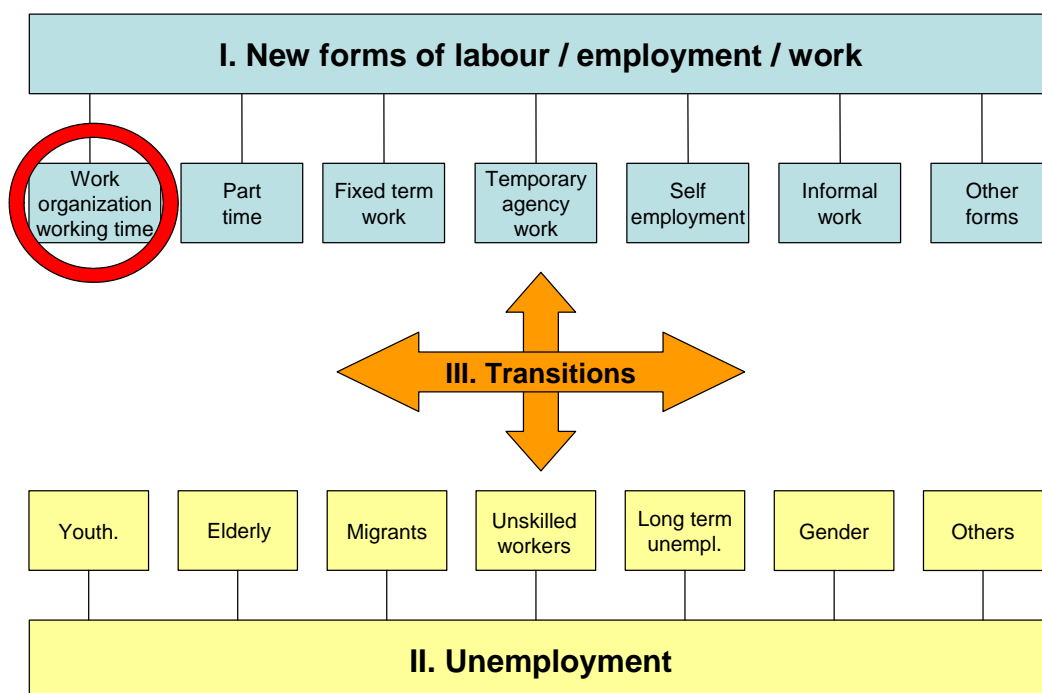 I. New forms of labour / employment / work
Work
organization
working time
Part
time
Fixed term
work
Temporary
agency
work
Self
employment
Informal
work
Other
forms
III. Transitions
Youth.
Elderly
Migrants
Unskilled
workers
Long term
unempl.
Gender
Others
II. Unemployment